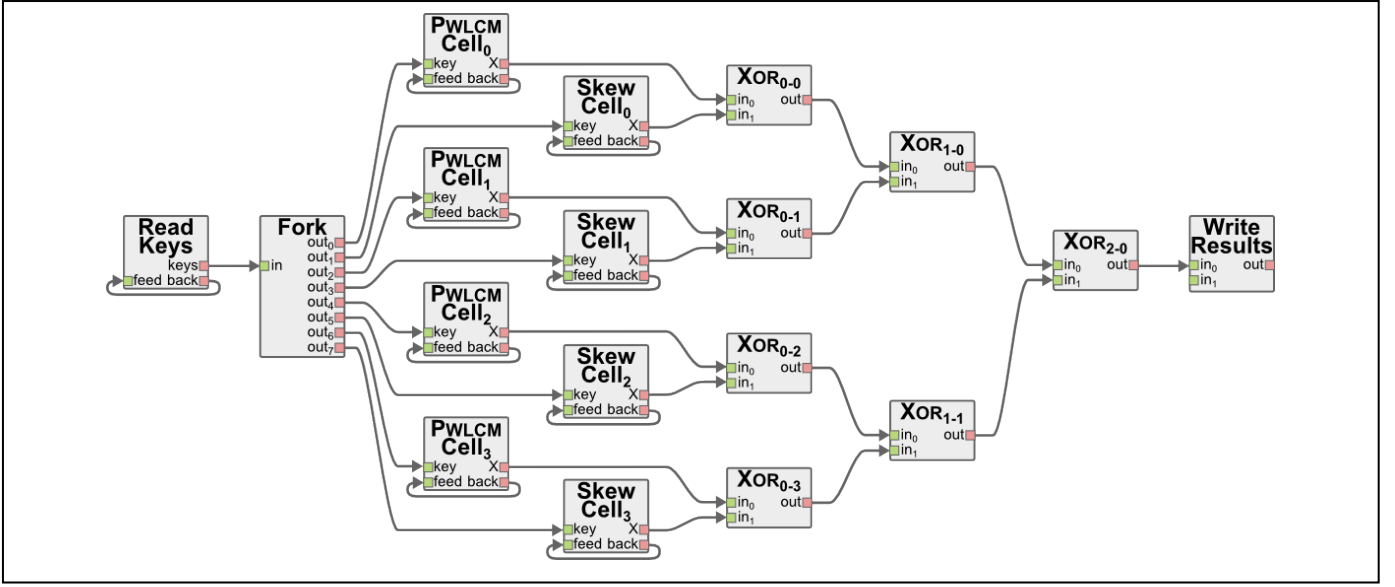 Read
Keys
keys
feed back
Fork
in
out0
out1
out2
out3
out4
out5
out6
out7
PWLCM
Cell0
key X
feed back
Skew
Cell0
key X
feed back
PWLCM
Cell1
key X
feed back
Skew
Cell1
key X
feed back
PWLCM
Cell2
key X
feed back
Skew
Cell2
key X
feed back
PWLCM
Cell3
key X
feed back
Skew
Cell3
key X
feed back
XOR0-0
in0 out
in1
XOR0-1
in0 out
in1
XOR0-2
in0 out
in1
XOR0-3
in0 out
in1
XOR1-0
in0 out
in1
XOR1-1
in0 out
in1
XOR2-0
in0 out
in1
Write
Results
in0 out
in1